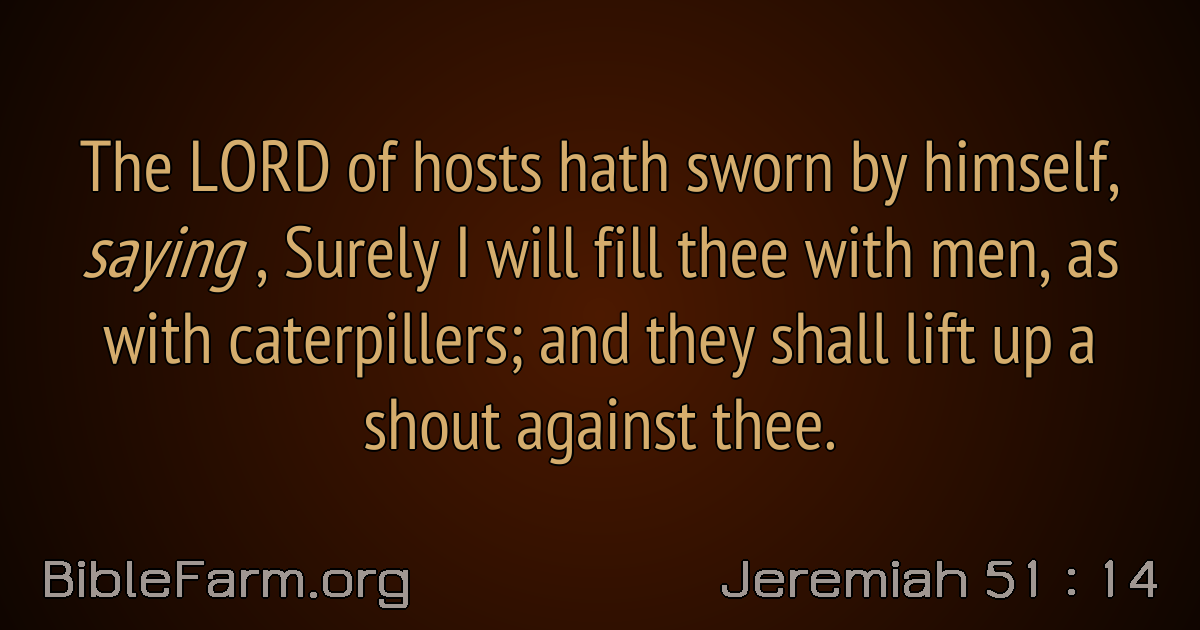 The LORD of hosts hath sworn by himself,
saying , Surely I will fill thee with men, as
with caterpillers; and they shall lift up a
shout against thee.
BibleFarm.org
Jeremiah 51 : 14